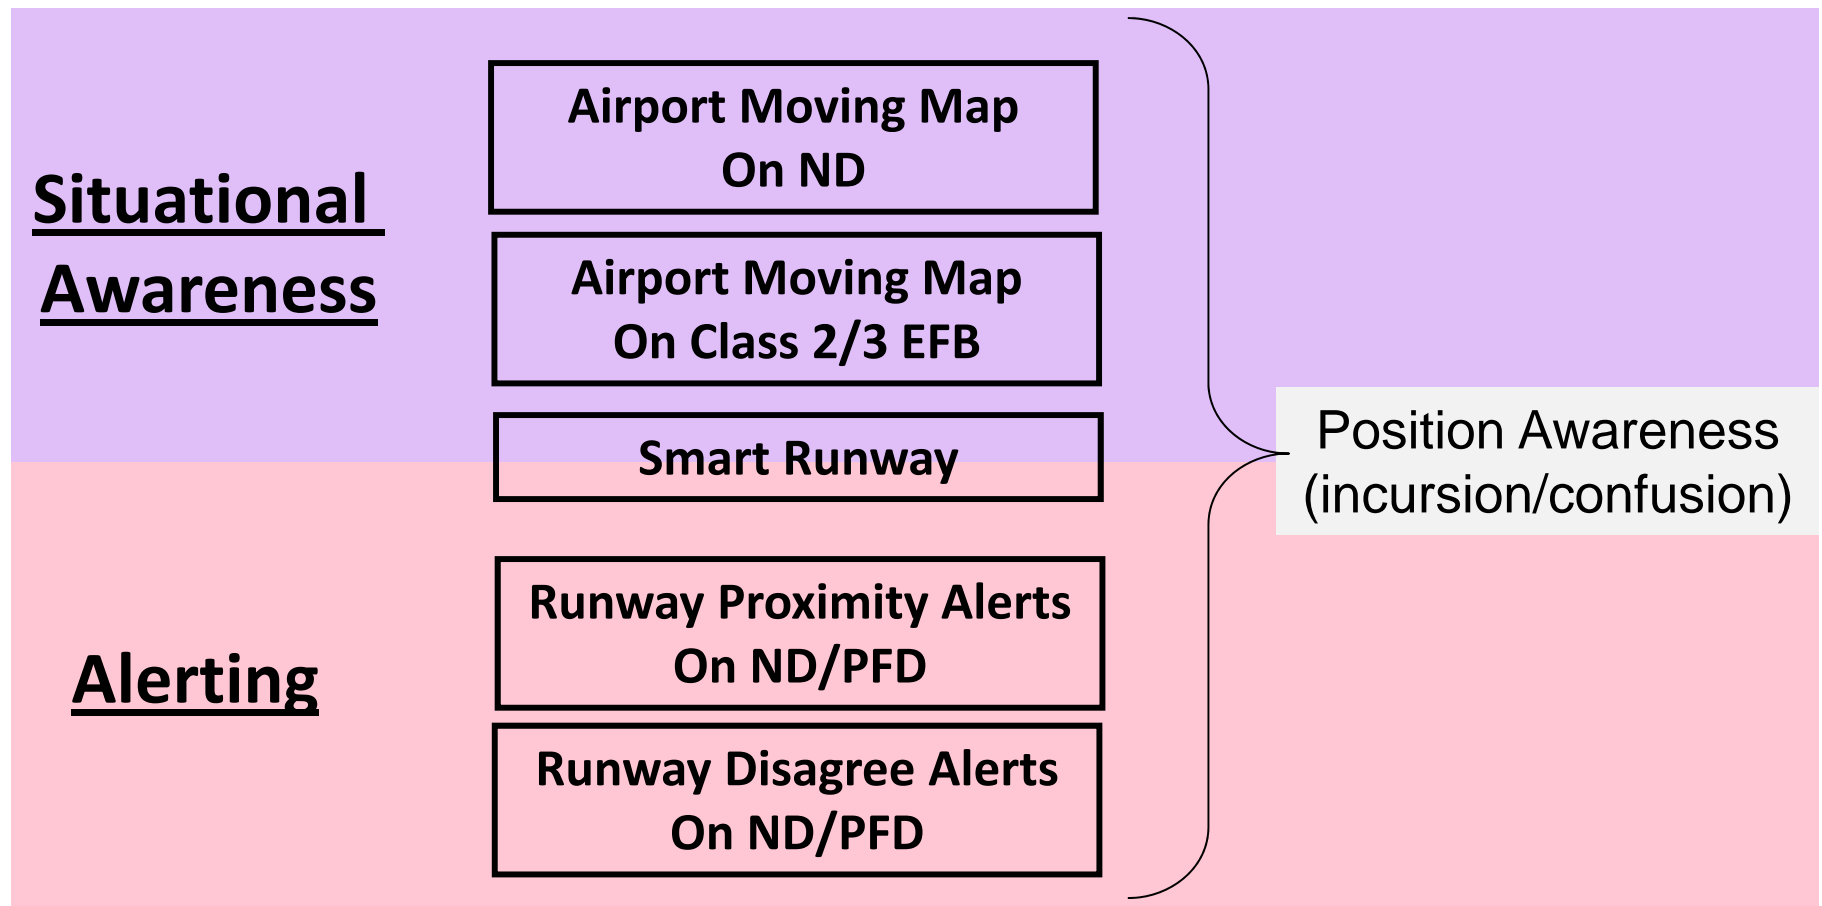 Situational
Awareness
Airport Moving Map
On ND
Airport Moving Map
On Class 2/3 EFB
Smart Runway
Alerting
Runway Proximity Alerts
On ND/PFD
Runway Disagree Alerts
On ND/PFD
Position Awareness
(incursion/confusion)